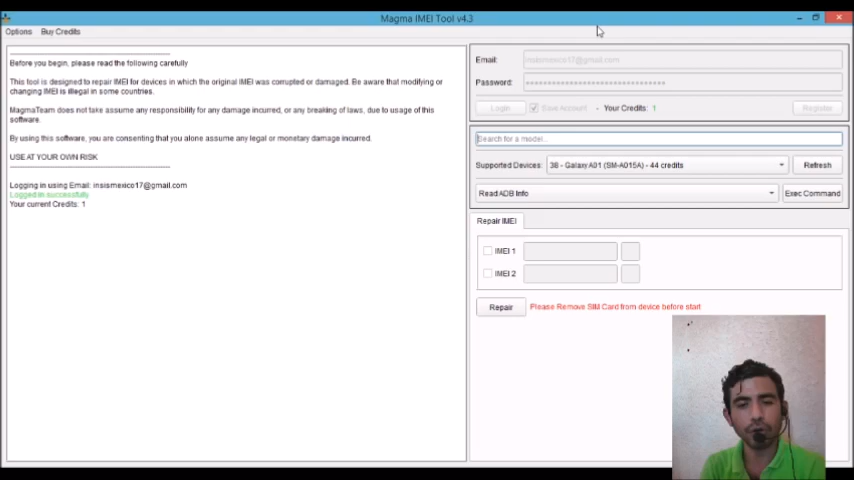 Magma IMEI Tool v4.3
Options Buy Credits
Before you begin, please read the following carefully
This tool is designed to repair IMEI for devices in which the original IMEI was corrupted or damaged. Be aware that modifying or
changing IMEI is illegal in some countries.
MagmaTeam does not take assume any responsibility for any damage incurred, or any breaking of laws, due to usage of this
software.
By using this software, you are consenting that you alone assume any legal or monetary damage incurred.
USE AT YOUR OWN RISK
Logging in using Email: insismexico17@gmail.com
Logged in successfully
Your current Credits: 1
Email: insismexico17@gmail.com
Password:
Login Save Account - Your Credits: 1 Register
Search for a model...
Supported Devices: 38 - Galaxy A01 (SM-A015A) - 44 credits Refresh
Read ADB Info Exec Command
Repair IMEI
IMEI 1
IMEI 2
Repair Please Remove SIM Card from device before start